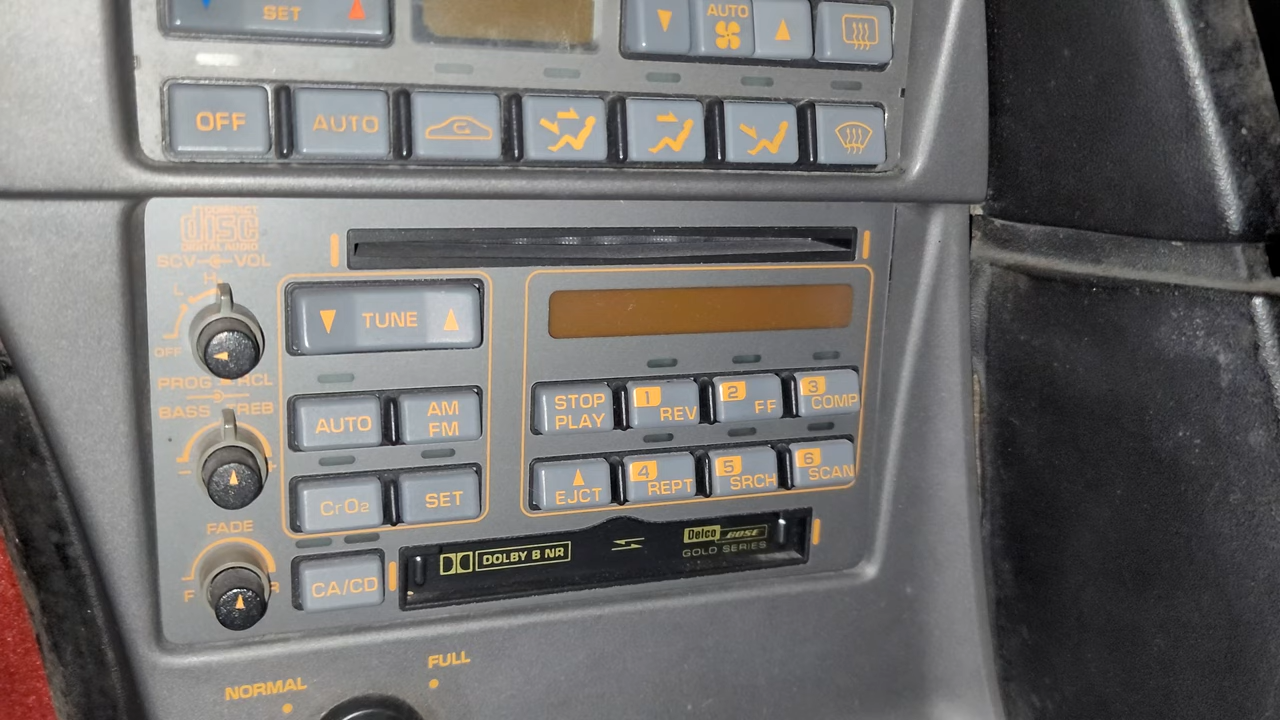 SET
AUTO
OFF
AUTO
COMPACT
disc
DIGITAL AUDIO
SCV VOL
H
L
OFF
TUNE
PROG RCL
BASS TREB
AUTO
AM
FM
STOP
PLAY
1
REV
2
FF
3
COMP
CrO2
SET
EJCT
4
REPT
5
SRCH
6
SCAN
FADE
F R
CA/CD
DOLBY B NR
Delco BOSE
GOLD SERIES
NORMAL
FULL